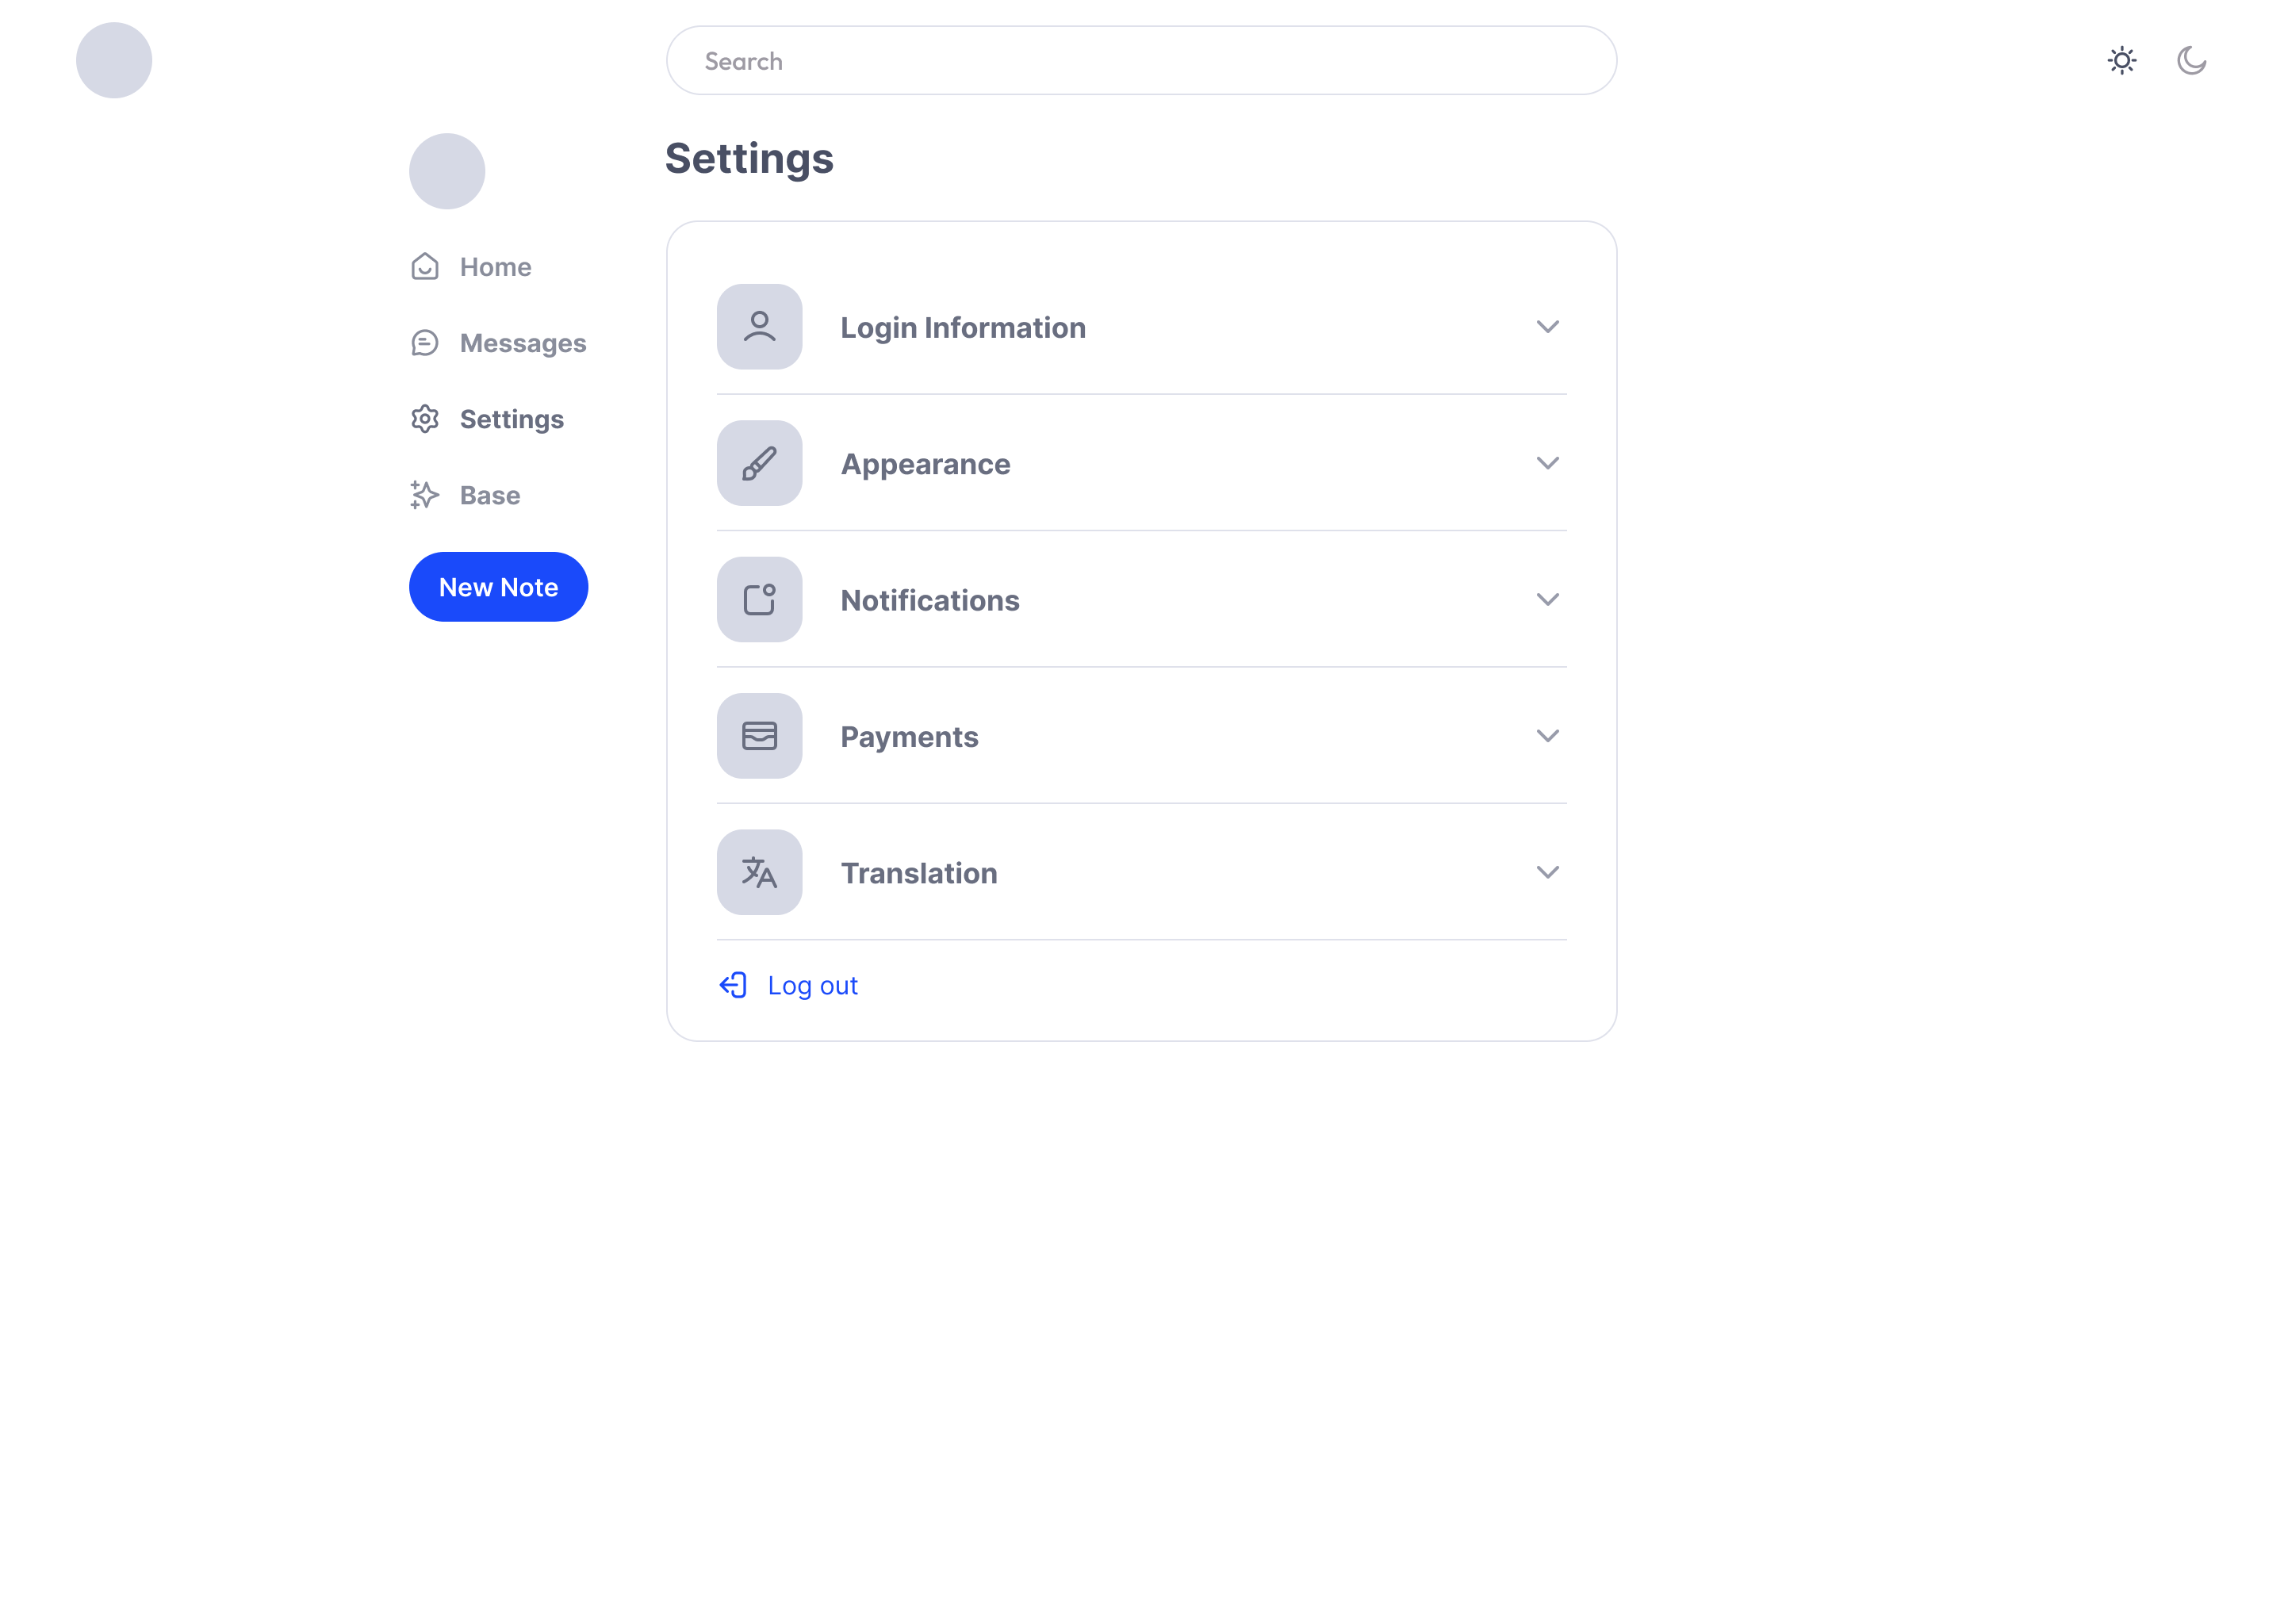 Search
Settings
Home
Messages
Settings
Base
New Note
Login Information
Appearance
Notifications
Payments
Translation
Log out